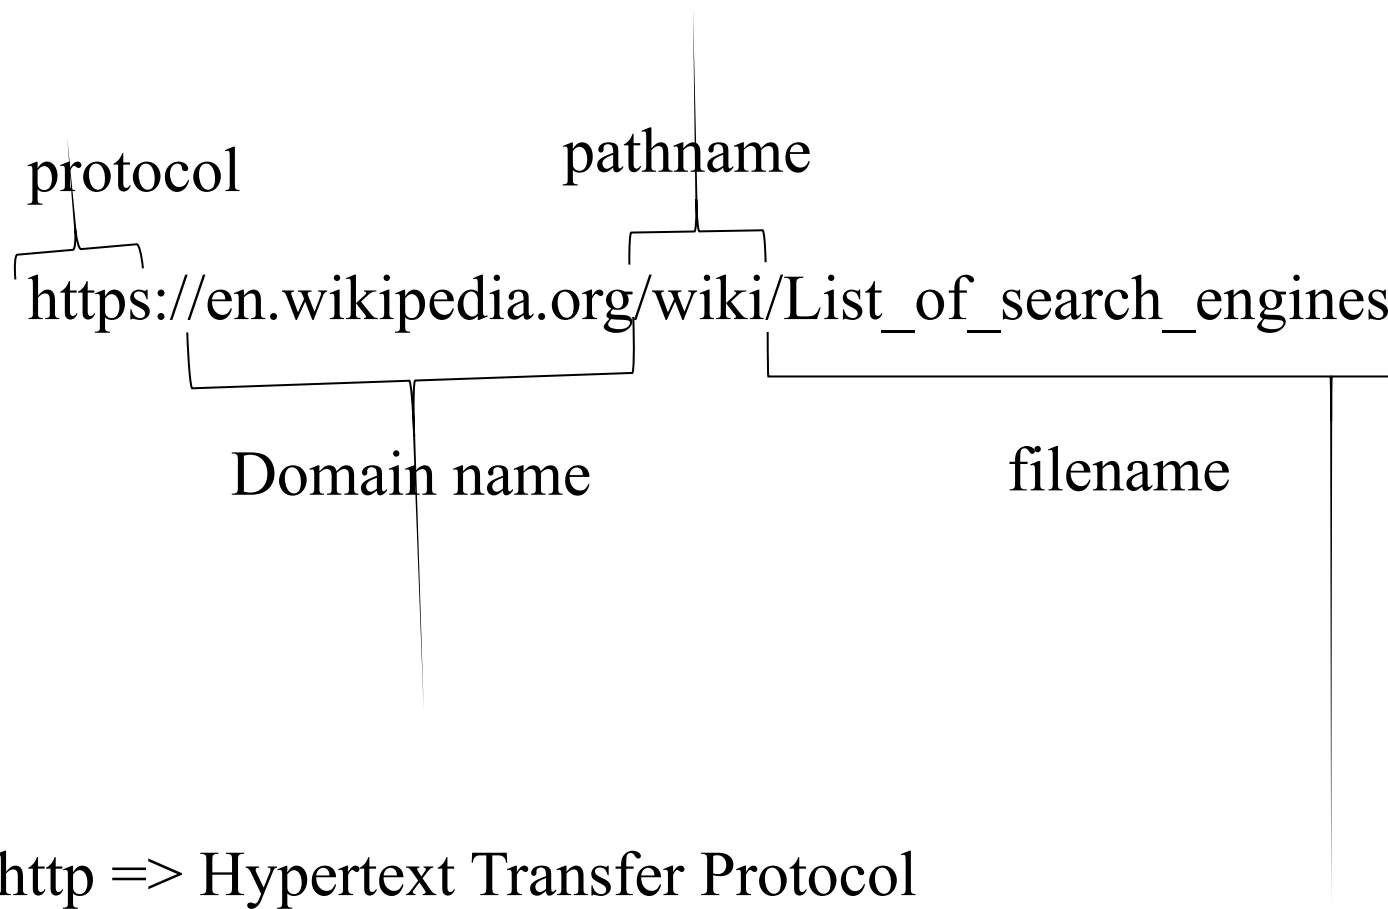 protocol
pathname
https://en.wikipedia.org/wiki/List_of_search_engines
Domain name
filename
http => Hypertext Transfer Protocol